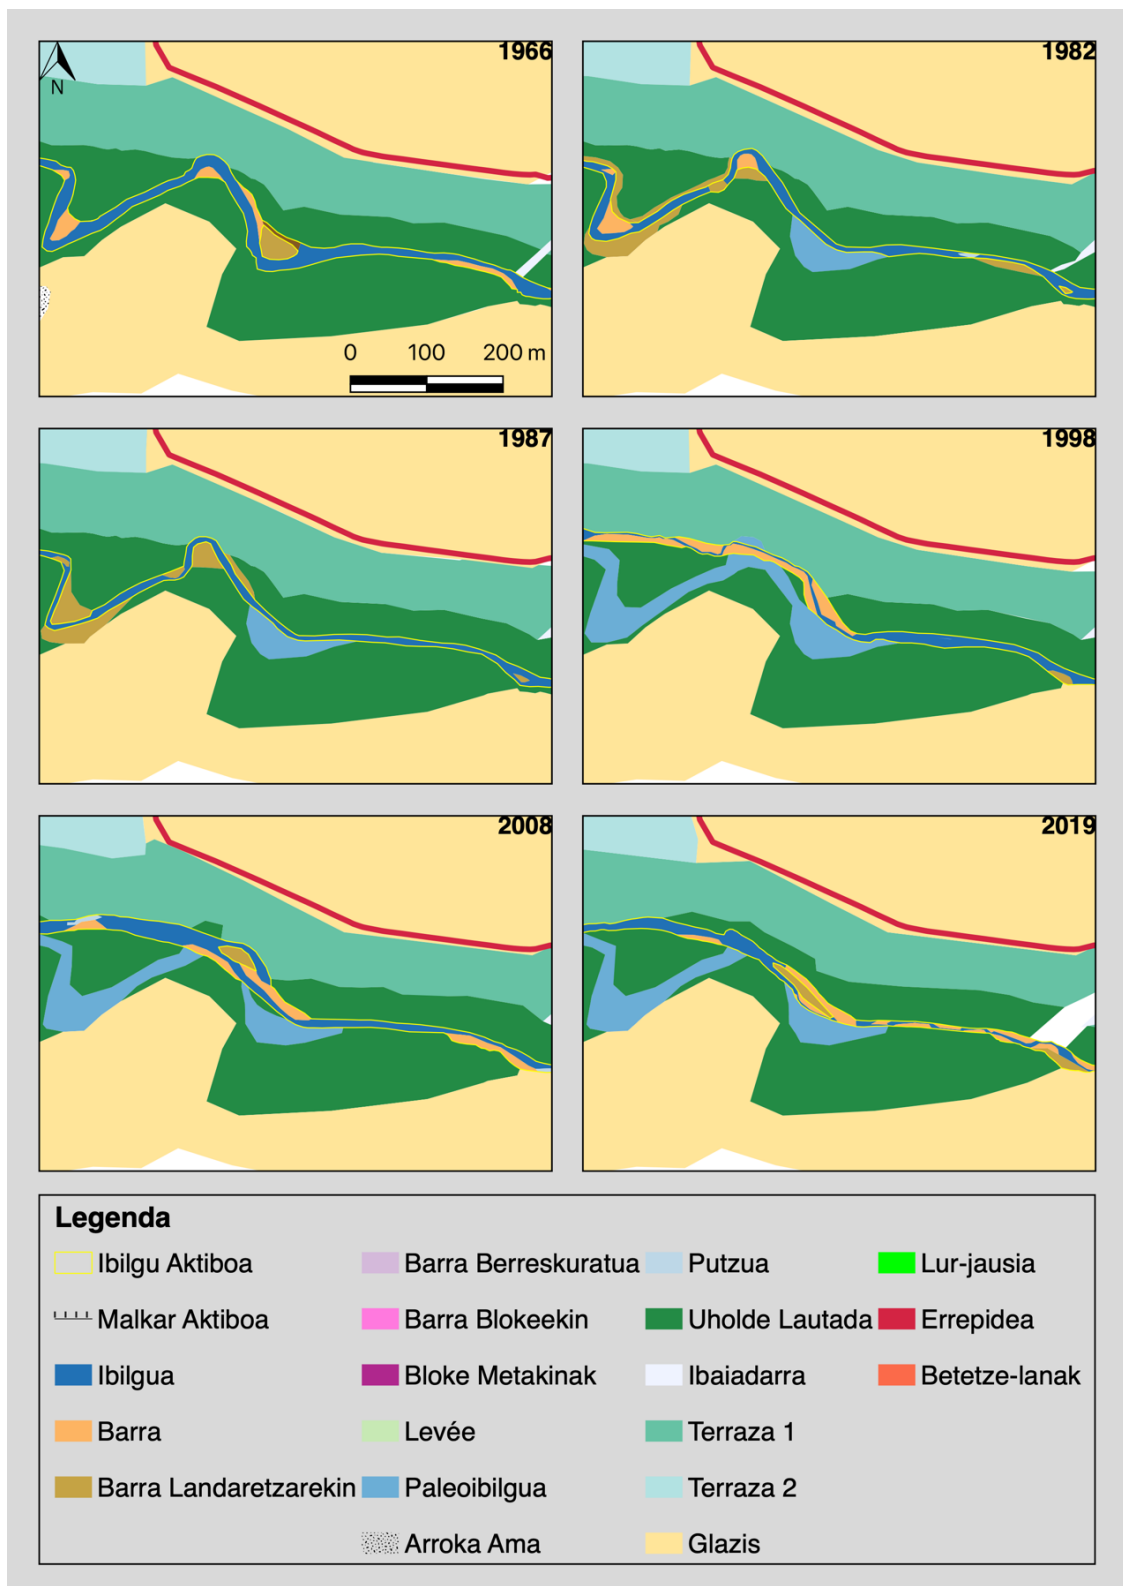 1966
1982
N
0 100 200 m
1987
1998
2008
2019
Legenda
Ibilgu Aktiboa
Barra Berreskuratua
Putzua
Lur-jausia
Malkar Aktiboa
Barra Blokeekin
Uholde Lautada
Errepidea
Ibilgua
Bloke Metakinak
Ibaiadarra
Betetze-lanak
Barra
Levée
Terraza 1
Barra Landaretzarekin
Paleoibilgua
Terraza 2
Arroka Ama
Glazis